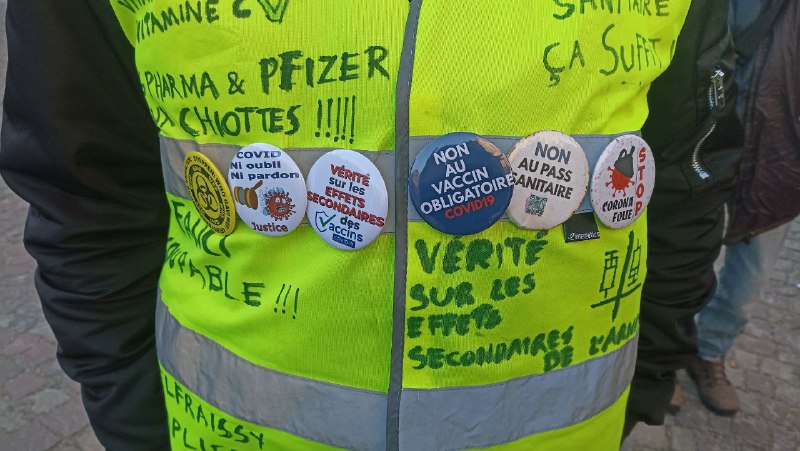 VITAMINE C
PHARMA & PFIZER
AUX CHIOTTES !!!!!
SANITAIRE
ÇA SUFFIT !
COVID
Ni oubli
Ni pardon
Justice
VÉRITÉ
sur les
EFFETS
SECONDAIRES
des
Vaccins
NON AU
VACCIN
OBLIGATOIRE
COVID19
NON
AU PASS
SANITAIRE
STOP
CORONA
FOLIE
!!!
VÉRITÉ
SUR LES
EFFETS
SECONDAIRES
DE L'ARN